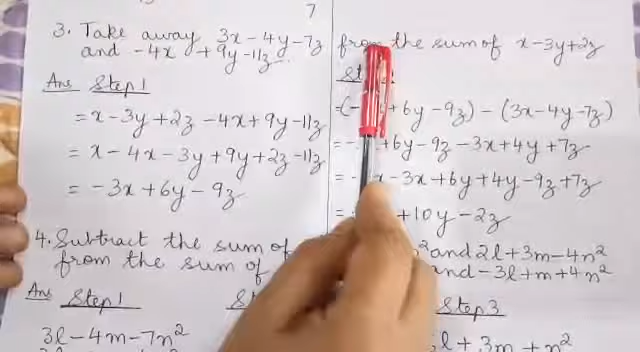 7
3. Take away 3x - 4y - 7z from the sum of x - 3y + 2z
and -4x + 9y - 11z.
Ans Step 1
= x - 3y + 2z - 4x + 9y - 11z
= x - 4x - 3y + 9y + 2z - 11z
= -3x + 6y - 9z
+ 6y - 9z) - (3x - 4y - 7z)
+ 6y - 9z - 3x + 4y + 7z
- 3x + 6y + 4y - 9z + 7z
+ 10y - 2z
4. Subtract the sum of and 2l + 3m - 4n²
from the sum of and -3l + m + 4n²
Ans Step 1 Step 3
3l - 4m - 7n² l + 3m + n²